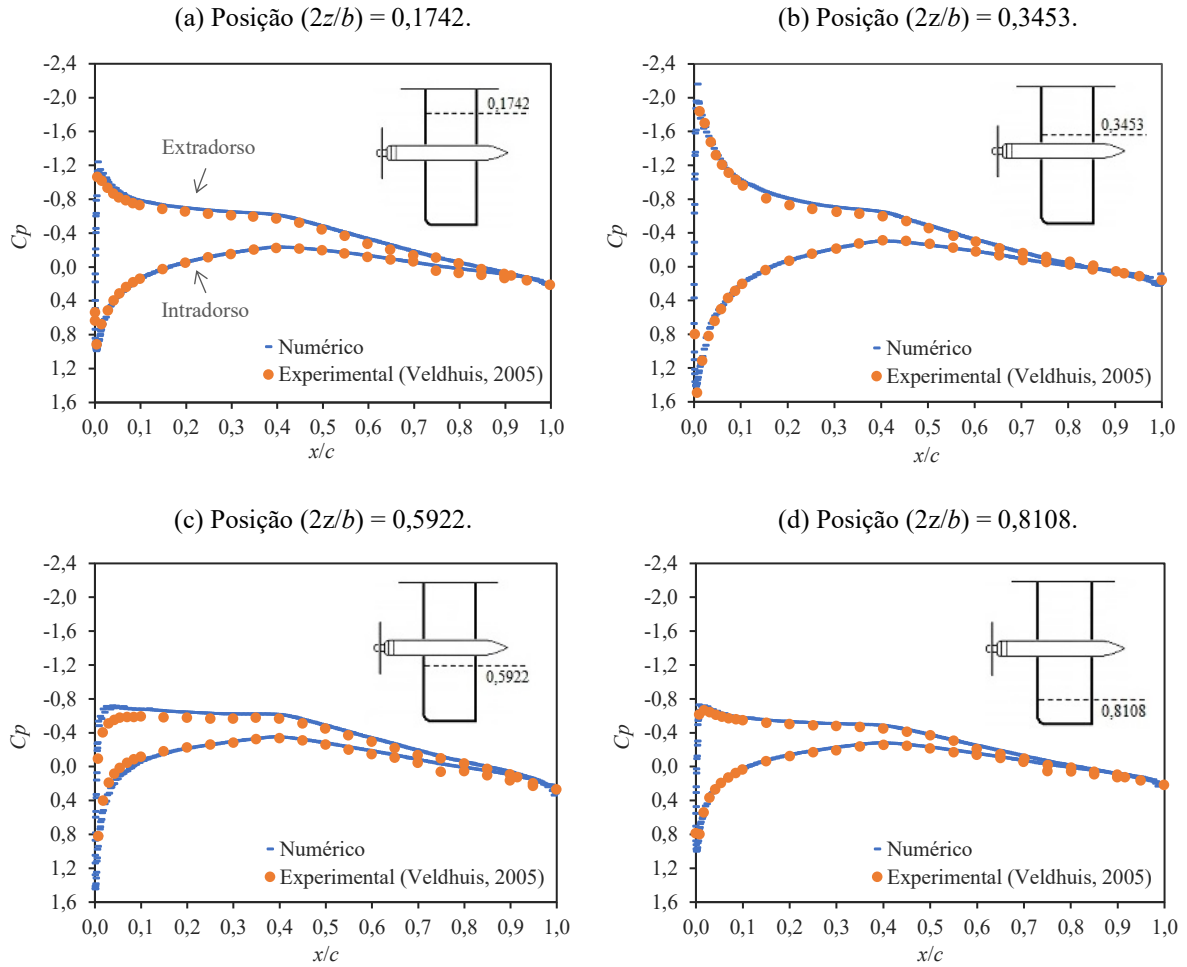 (a) Posição (2z/b) = 0,1742.
-2,4
-2,0
-1,6
-1,2
-0,8
-0,4
0,0
0,4
0,8
1,2
1,6
Cp
0,1742
Extradorso
Intradorso
Numérico
Experimental (Veldhuis, 2005)
0,0 0,1 0,2 0,3 0,4 0,5 0,6 0,7 0,8 0,9 1,0
x/c
(b) Posição (2z/b) = 0,3453.
-2,4
-2,0
-1,6
-1,2
-0,8
-0,4
0,0
0,4
0,8
1,2
1,6
Cp
0,3453
Numérico
Experimental (Veldhuis, 2005)
0,0 0,1 0,2 0,3 0,4 0,5 0,6 0,7 0,8 0,9 1,0
x/c
(c) Posição (2z/b) = 0,5922.
-2,4
-2,0
-1,6
-1,2
-0,8
-0,4
0,0
0,4
0,8
1,2
1,6
Cp
0,5922
Numérico
Experimental (Veldhuis, 2005)
0,0 0,1 0,2 0,3 0,4 0,5 0,6 0,7 0,8 0,9 1,0
x/c
(d) Posição (2z/b) = 0,8108.
-2,4
-2,0
-1,6
-1,2
-0,8
-0,4
0,0
0,4
0,8
1,2
1,6
Cp
0,8108
Numérico
Experimental (Veldhuis, 2005)
0,0 0,1 0,2 0,3 0,4 0,5 0,6 0,7 0,8 0,9 1,0
x/c